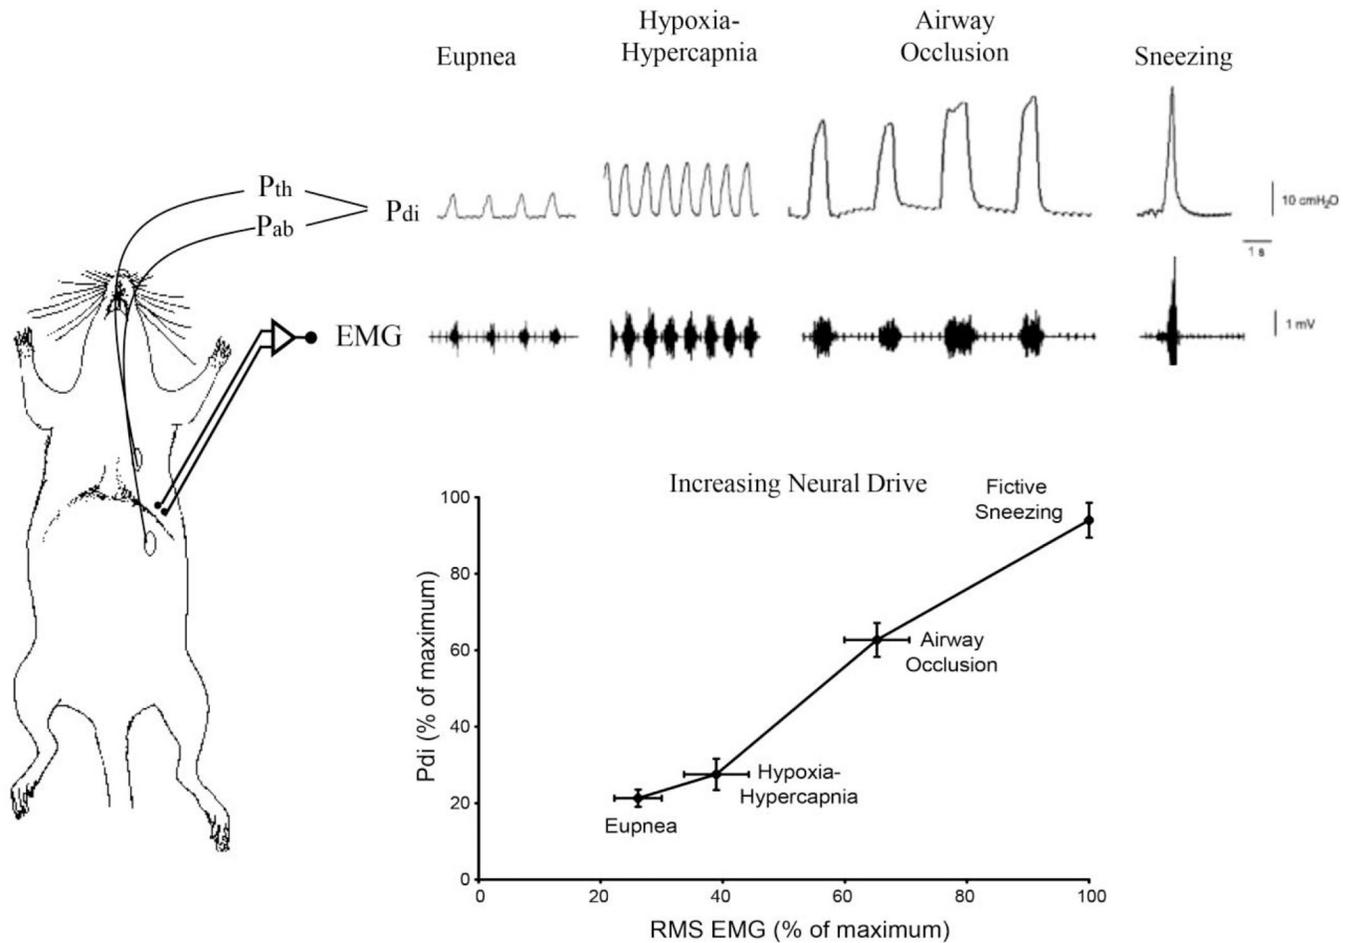 Eupnea
Hypoxia-
Hypercapnia
Airway
Occlusion
Sneezing
Pth
Pab
Pdi
10 cmH2O
1 s
EMG
1 mV
Increasing Neural Drive
Fictive
Sneezing
Airway
Occlusion
Hypoxia-
Hypercapnia
Eupnea
Pdi (% of maximum)
100
80
60
40
20
0
0 20 40 60 80 100
RMS EMG (% of maximum)